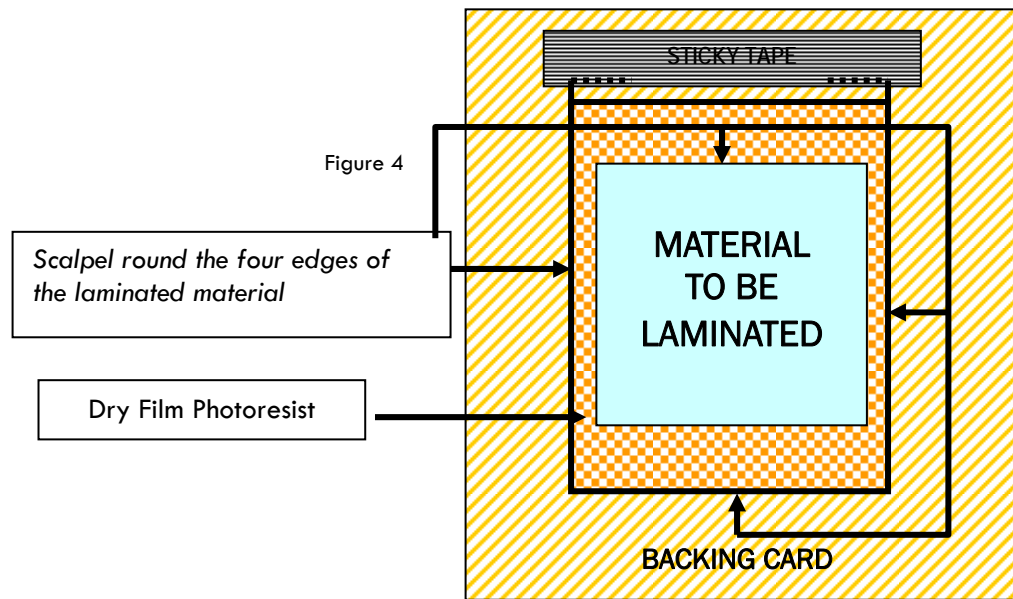 STICKY TAPE
Figure 4
Scalpel round the four edges of
the laminated material
MATERIAL
TO BE
LAMINATED
Dry Film Photoresist
BACKING CARD